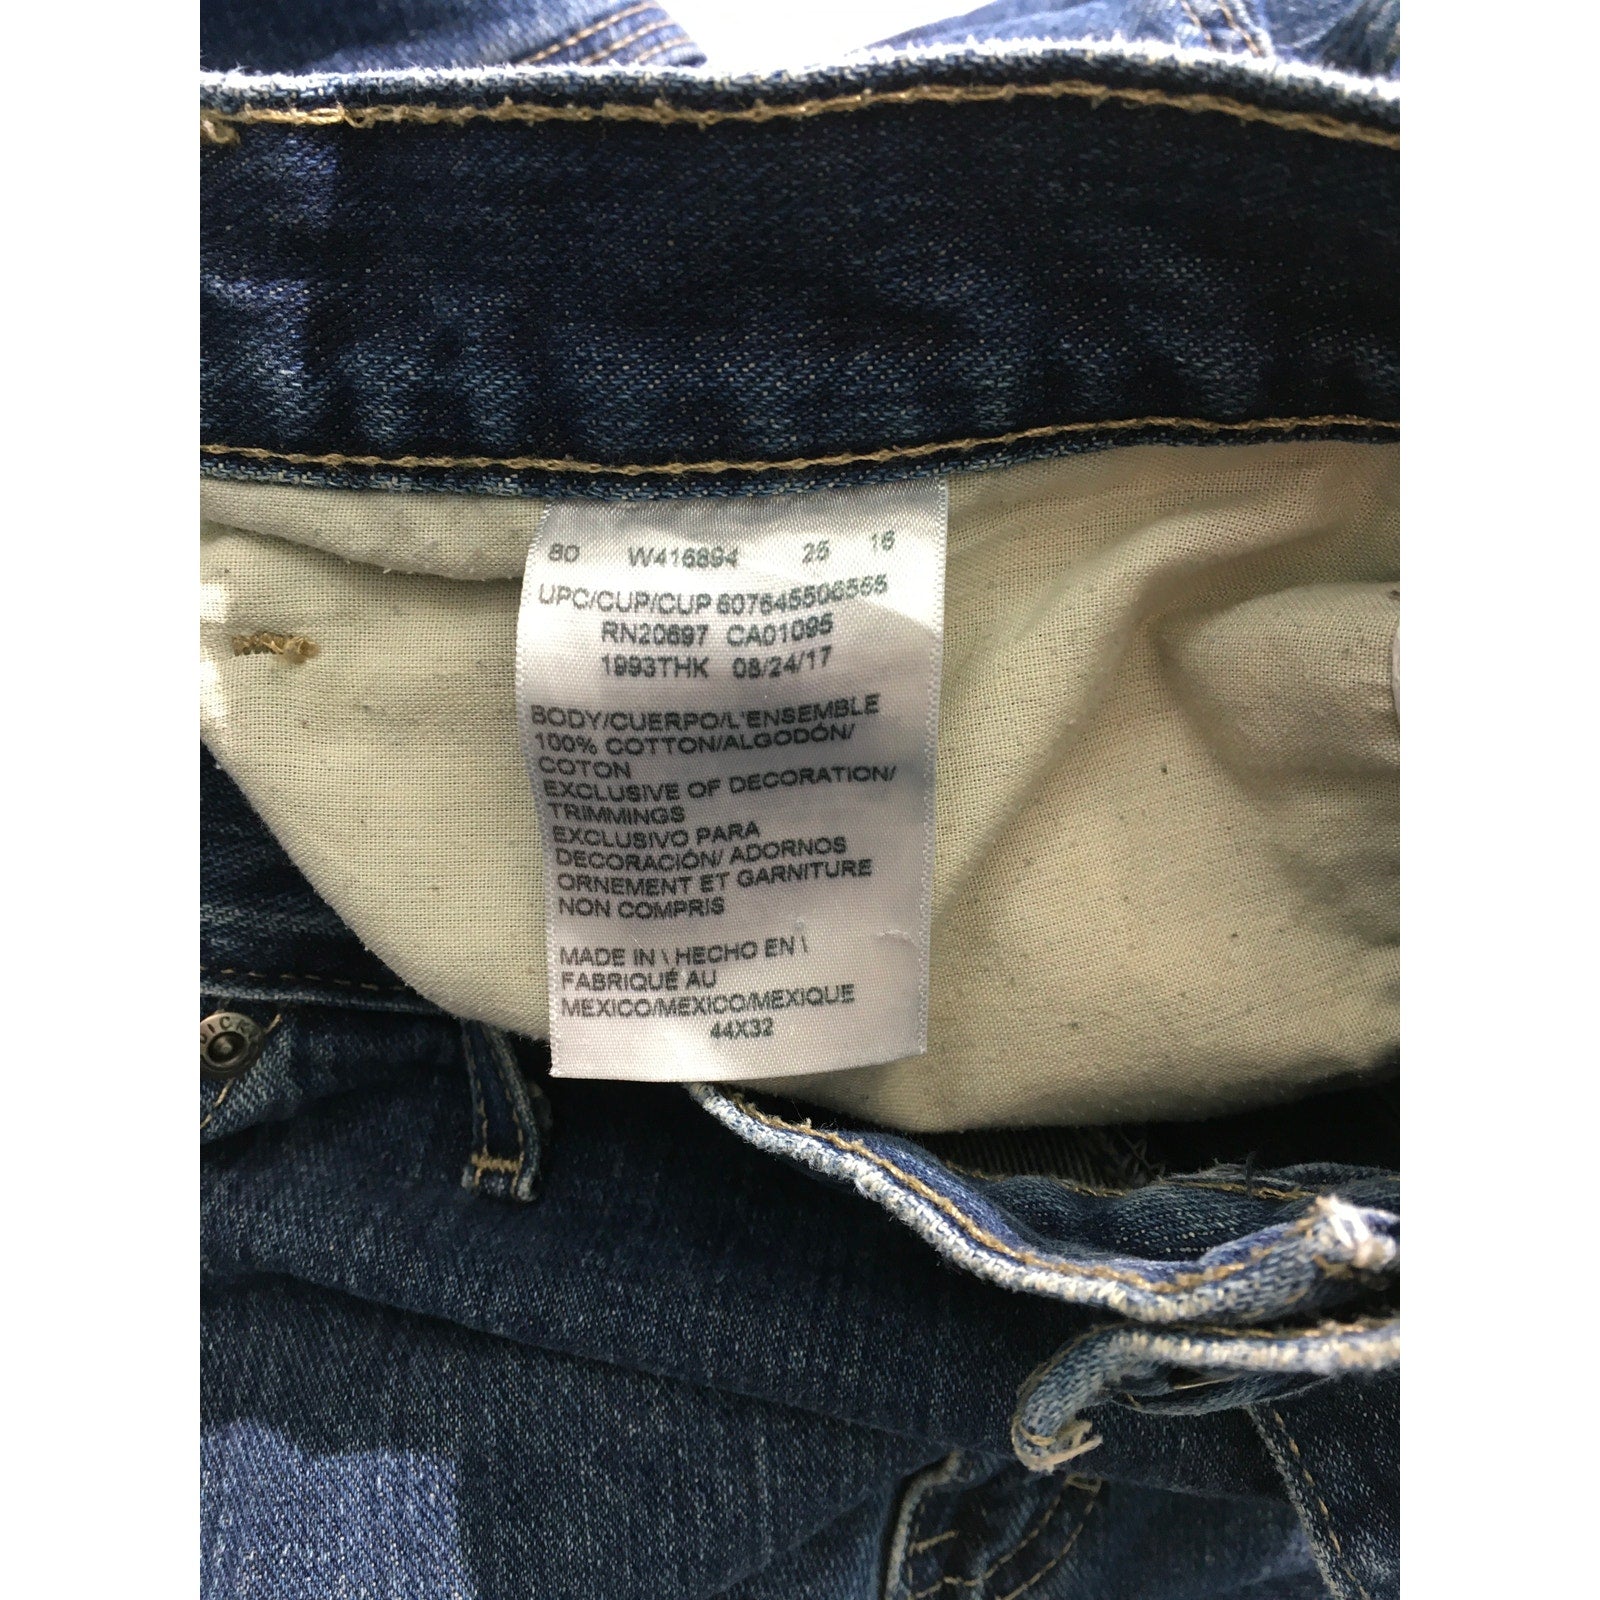 80 W416894 25 16
UPC/CUP/CUP 607645506565
RN20697 CA01095
1993THK 08/24/17
BODY/CUERPO/L'ENSEMBLE
100% COTTON/ALGODÓN/
COTON
EXCLUSIVE OF DECORATION/
TRIMMINGS
EXCLUSIVO PARA
DECORACIÓN/ ADORNOS
ORNEMENT ET GARNITURE
NON COMPRIS
MADE IN \ HECHO EN \
FABRIQUÉ AU
MEXICO/MEXICO/MEXIQUE
44X32